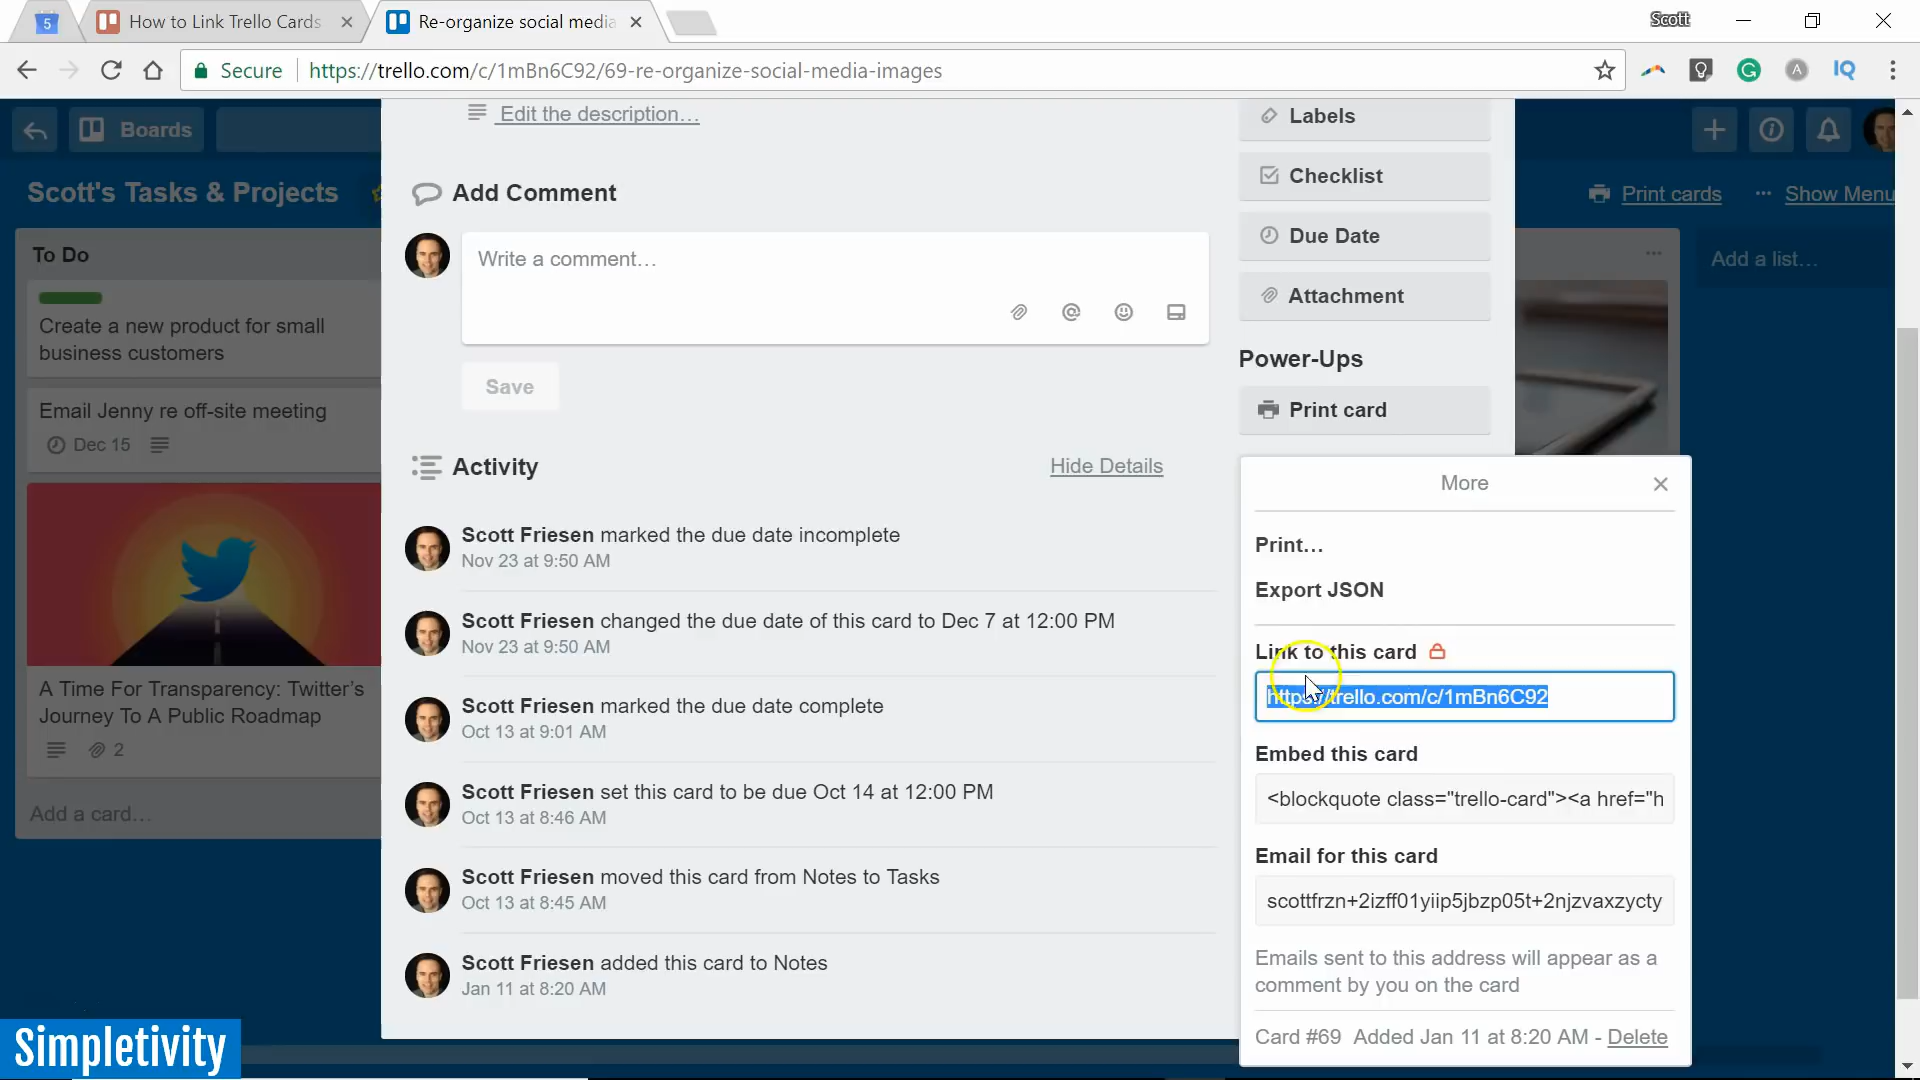 5
How to Link Trello Cards
Re-organize social media
Scott
Secure
https://trello.com/c/1mBn6C92/69-re-organize-social-media-images
IQ
Boards
Scott's Tasks & Projects
Print cards
Show Menu
To Do
Create a new product for small
business customers
Email Jenny re off-site meeting
Dec 15
A Time For Transparency: Twitter's
Journey To A Public Roadmap
2
Add a card…
Add a list…
Edit the description…
Add Comment
Write a comment…
Save
Activity
Hide Details
Scott Friesen marked the due date incomplete
Nov 23 at 9:50 AM
Scott Friesen changed the due date of this card to Dec 7 at 12:00 PM
Nov 23 at 9:50 AM
Scott Friesen marked the due date complete
Oct 13 at 9:01 AM
Scott Friesen set this card to be due Oct 14 at 12:00 PM
Oct 13 at 8:46 AM
Scott Friesen moved this card from Notes to Tasks
Oct 13 at 8:45 AM
Scott Friesen added this card to Notes
Jan 11 at 8:20 AM
Labels
Checklist
Due Date
Attachment
Power-Ups
Print card
More
Print…
Export JSON
Link to this card
https://trello.com/c/1mBn6C92
Embed this card
<blockquote class="trello-card"><a href="h
Email for this card
scottfrzn+2izff01yiip5jbzp05t+2njzvaxzycty
Emails sent to this address will appear as a
comment by you on the card
Card #69 Added Jan 11 at 8:20 AM - Delete
Simpletivity